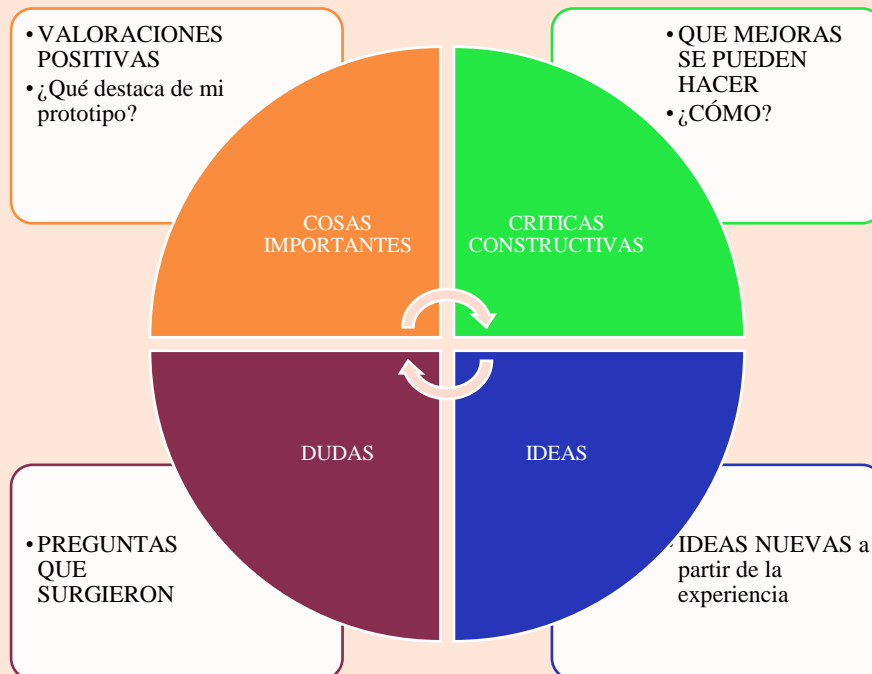 • VALORACIONES
POSITIVAS
• ¿Qué destaca de mi
prototipo?
• QUE MEJORAS
SE PUEDEN
HACER
• ¿CÓMO?
COSAS
IMPORTANTES
CRITICAS
CONSTRUCTIVAS
DUDAS
IDEAS
• PREGUNTAS
QUE
SURGIERON
• IDEAS NUEVAS a
partir de la
experiencia